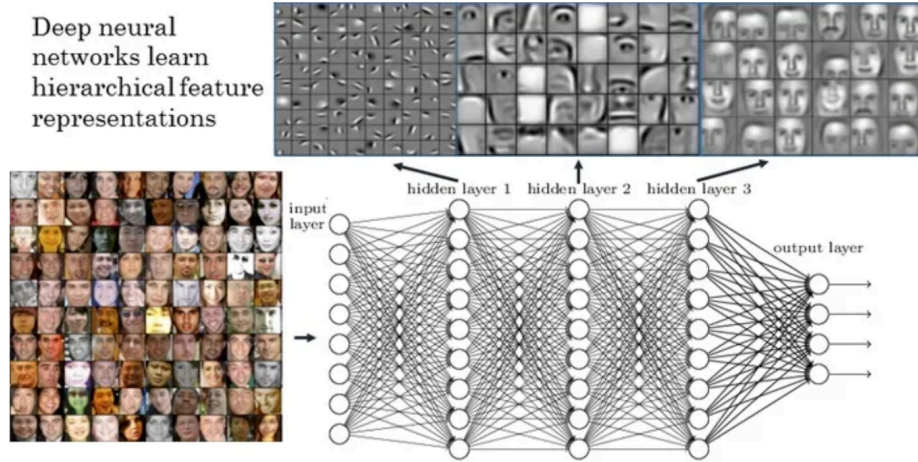 Deep neural
networks learn
hierarchical feature
representations
hidden layer 1 hidden layer 2 hidden layer 3
input
layer
output layer